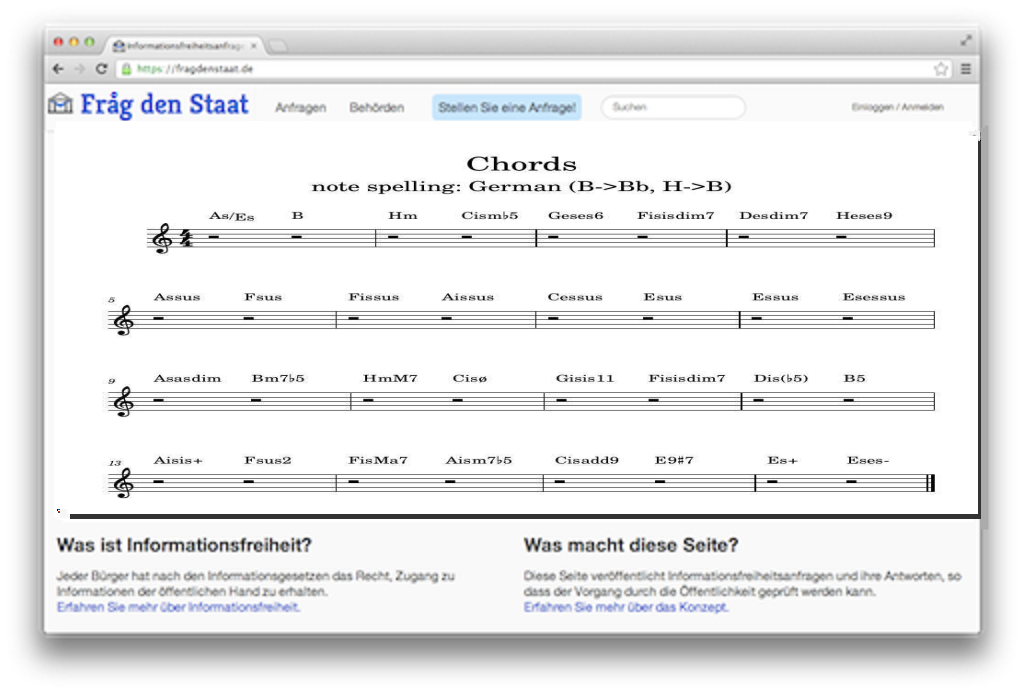 Informationsfreiheitsanfrage
https://fragdenstaat.de
Fråg den Staat Anfragen Behörden Stellen Sie eine Anfrage! Suchen Einloggen / Anmelden
Chords
note spelling: German (B->Bb, H->B)
As/Es B Hm Cism♭5 Geses6 Fisisdim7 Desdim7 Heses9
5 Assus Fsus Fissus Aissus Cessus Esus Essus Esessus
9 Asasdim Bm7♭5 HmM7 Cisø Gisis11 Fisisdim7 Dis(♭5) B5
13 Aisis+ Fsus2 FisMa7 Aism7♭5 Cisadd9 E9#7 Es+ Eses-
Was ist Informationsfreiheit?
Jeder Bürger hat nach den Informationsgesetzen das Recht, Zugang zu
Informationen der öffentlichen Hand zu erhalten.
Erfahren Sie mehr über Informationsfreiheit.
Was macht diese Seite?
Diese Seite veröffentlicht Informationsfreiheitsanfragen und ihre Antworten, so
dass der Vorgang durch die Öffentlichkeit geprüft werden kann.
Erfahren Sie mehr über das Konzept.